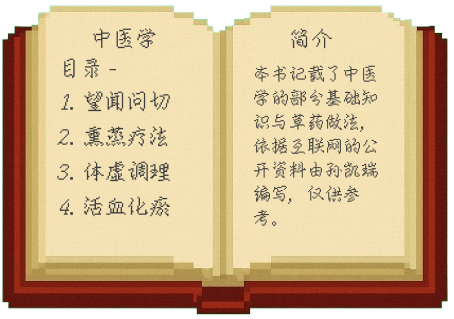 中医学
目录 -
1. 望闻问切
2. 熏蒸疗法
3. 体虚调理
4. 活血化瘀
简介
本书记载了中医
学的部分基础知
识与草药做法，
依据互联网的公
开资料由孙凯瑞
编写，仅供参
考。